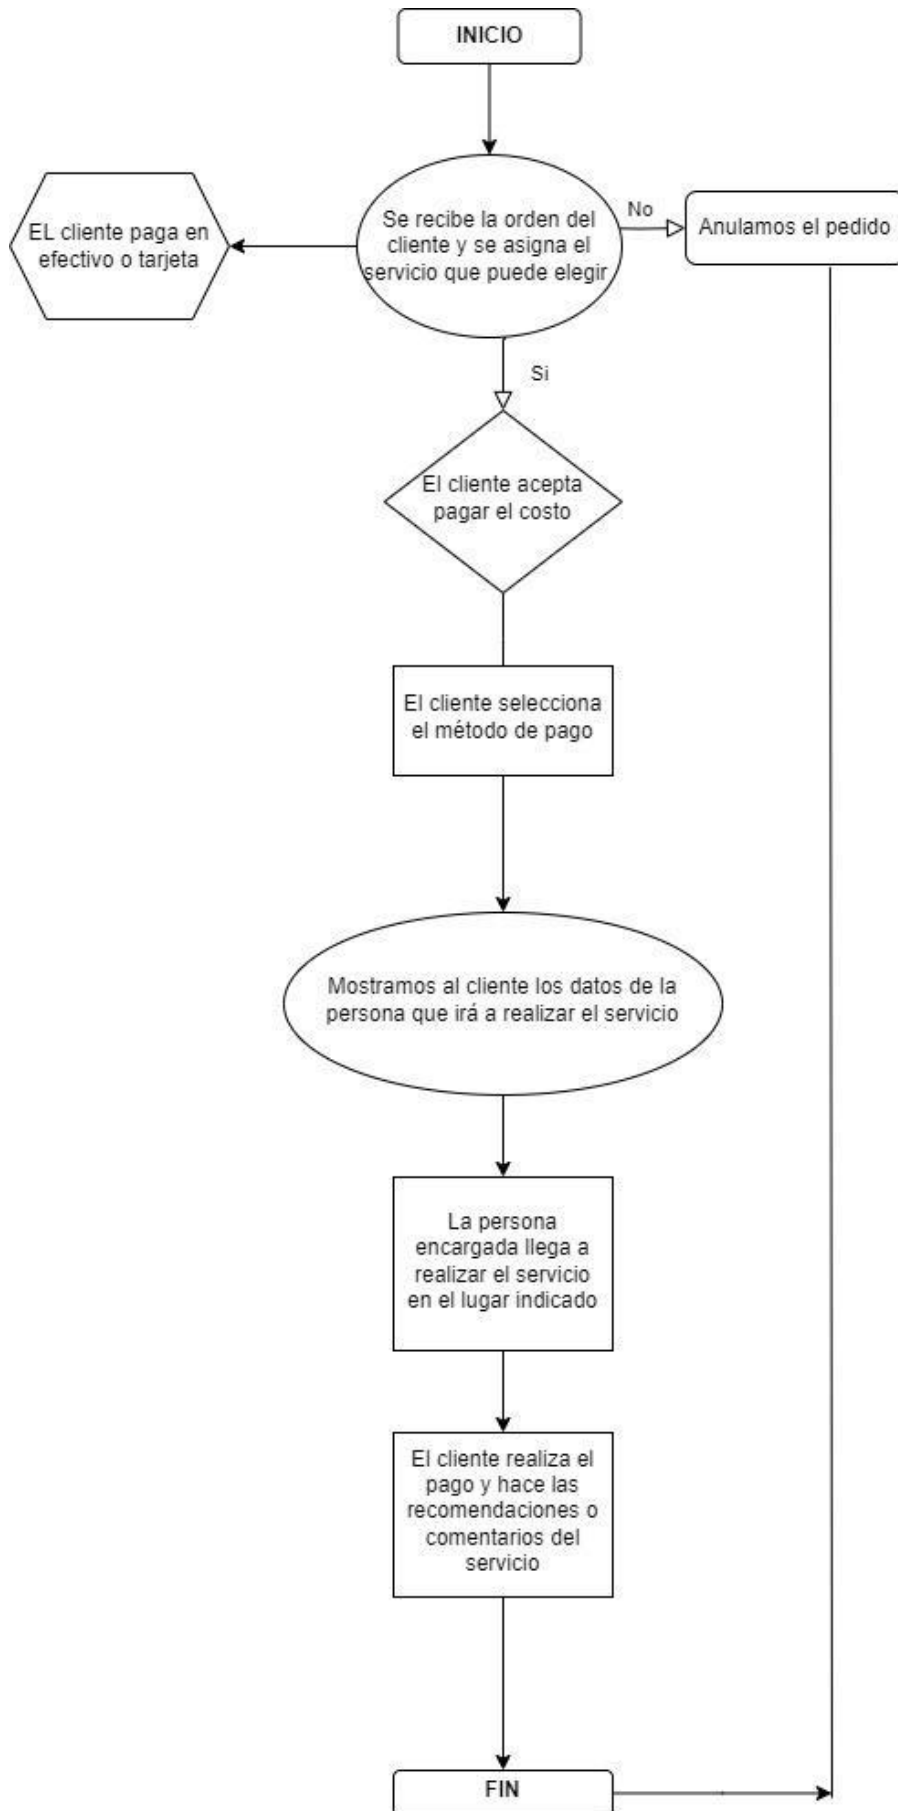 INICIO
Se recibe la orden del
cliente y se asigna el
servicio que puede elegir
EL cliente paga en
efectivo o tarjeta
No
Anulamos el pedido
Si
El cliente acepta
pagar el costo
El cliente selecciona
el método de pago
Mostramos al cliente los datos de la
persona que irá a realizar el servicio
La persona
encargada llega a
realizar el servicio
en el lugar indicado
El cliente realiza el
pago y hace las
recomendaciones o
comentarios del
servicio
FIN